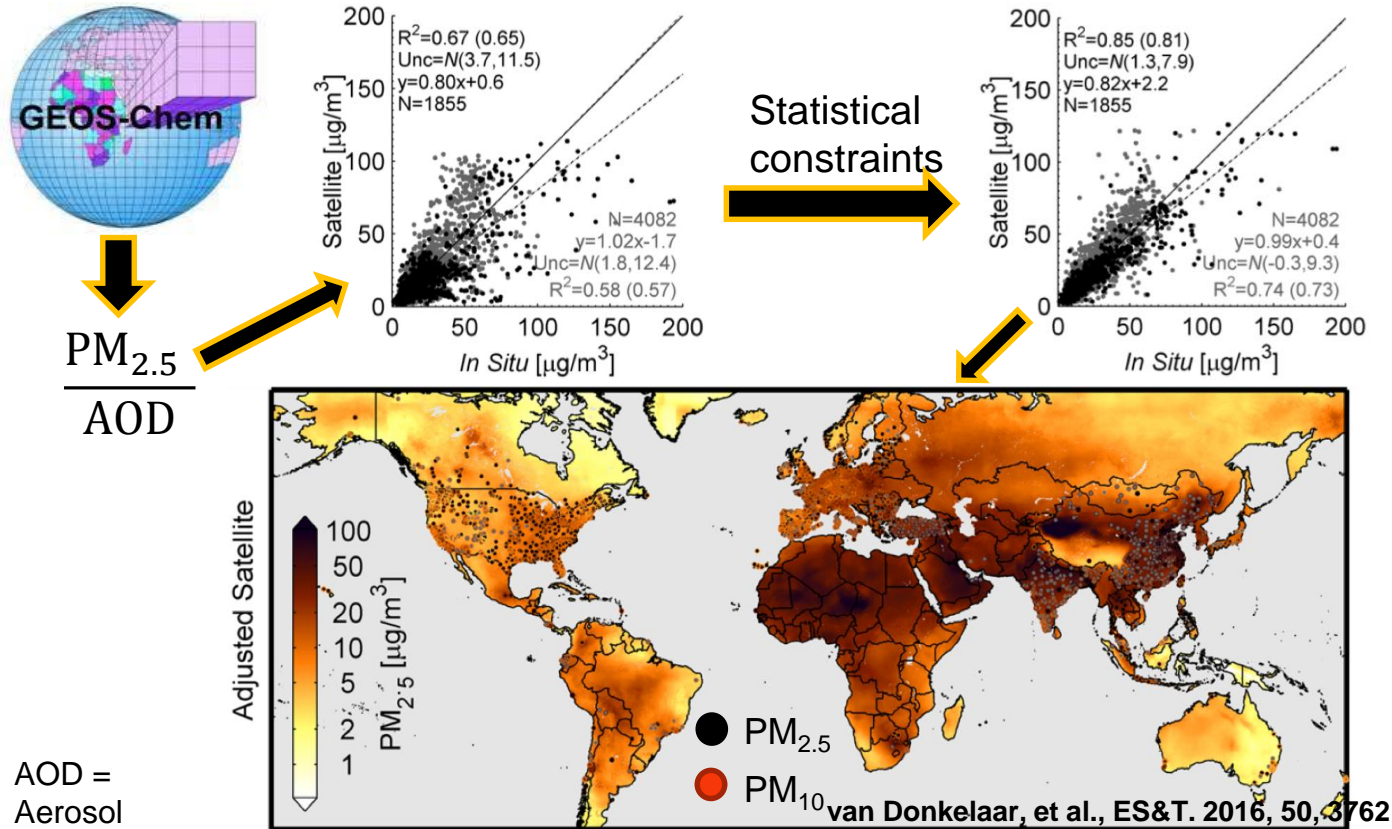 GEOS-Chem
PM2.5
AOD
200
150
100
50
0
Satellite [μg/m³]
R²=0.67 (0.65)
Unc=N(3.7,11.5)
y=0.80x+0.6
N=1855
N=4082
y=1.02x-1.7
Unc=N(1.8,12.4)
R²=0.58 (0.57)
0 50 100 150 200
In Situ [μg/m³]
Statistical
constraints
200
150
100
50
0
Satellite [μg/m³]
R²=0.85 (0.81)
Unc=N(1.3,7.9)
y=0.82x+2.2
N=1855
N=4082
y=0.99x+0.4
Unc=N(-0.3,9.3)
R²=0.74 (0.73)
0 50 100 150 200
In Situ [μg/m³]
Adjusted Satellite
100
50
20
10
5
2
1
PM2.5 [μg/m³]
PM2.5
PM10
AOD =
Aerosol
van Donkelaar, et al., ES&T. 2016, 50, 3762